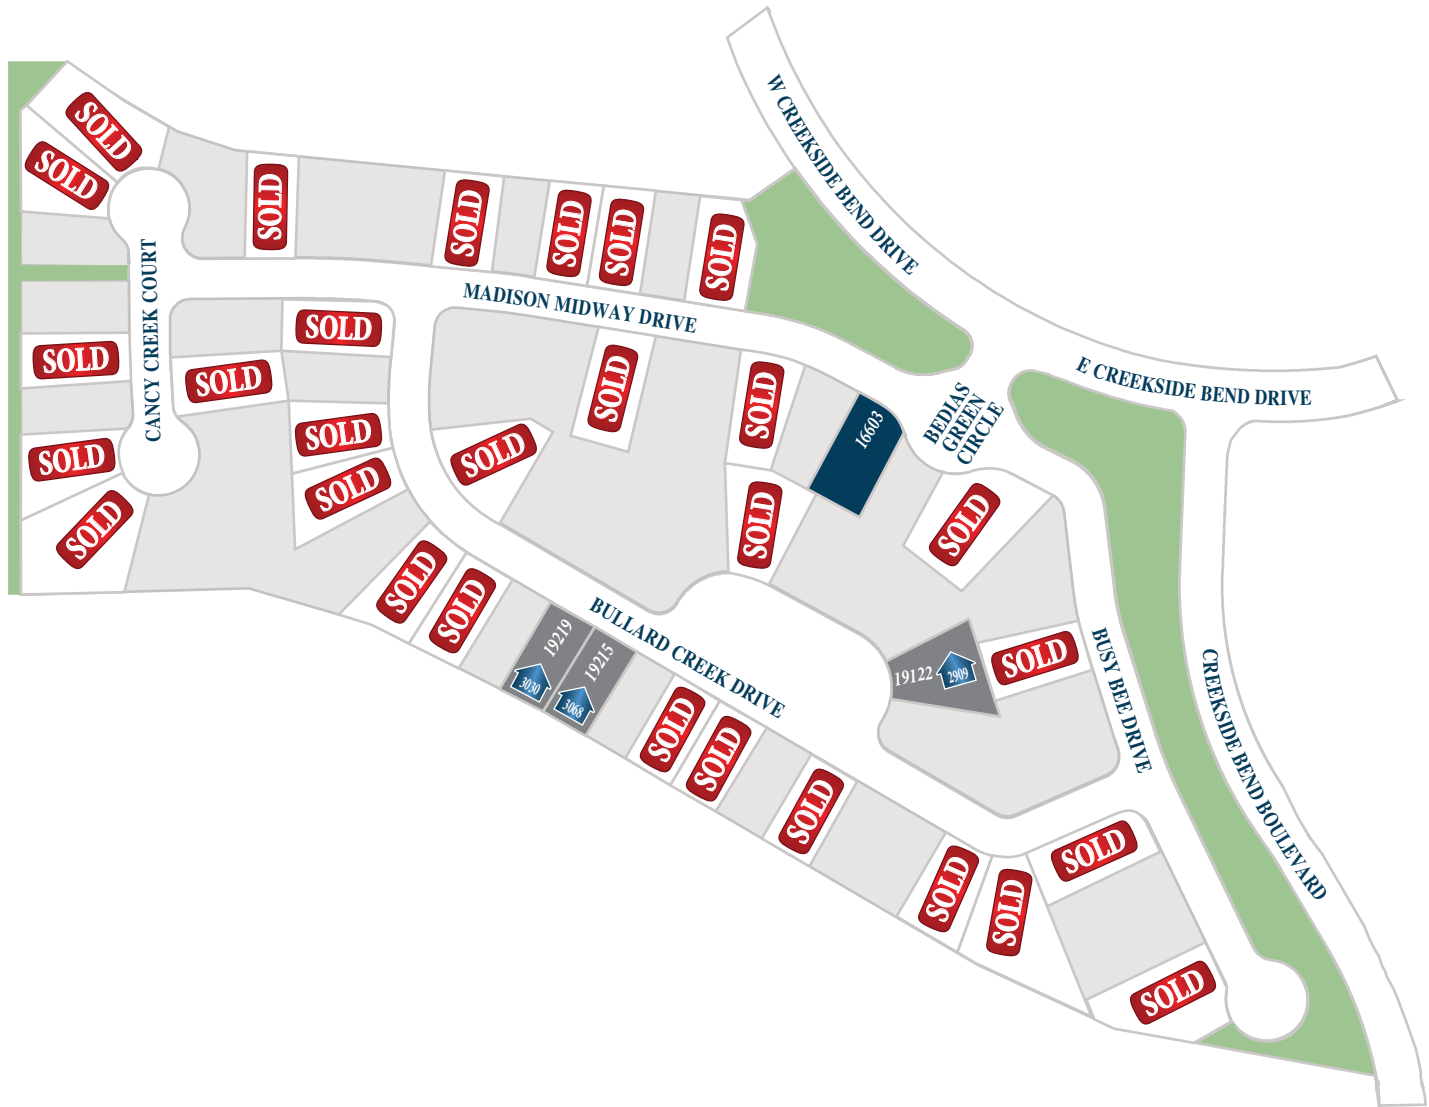 W CREEKSIDE BEND DRIVE
SOLD
SOLD
SOLD
SOLD
SOLD
SOLD
SOLD
CANCY CREEK COURT
MADISON MIDWAY DRIVE
SOLD
SOLD
SOLD
SOLD
SOLD
SOLD
E CREEKSIDE BEND DRIVE
BEDIAS
GREEN
CIRCLE
16603
SOLD
SOLD
SOLD
SOLD
SOLD
SOLD
SOLD
SOLD
SOLD
BULLARD CREEK DRIVE
19219
3030
19215
3068
19122
2909
SOLD
BUSY BEE DRIVE
CREEKSIDE BEND BOULEVARD
SOLD
SOLD
SOLD
SOLD
SOLD
SOLD
SOLD